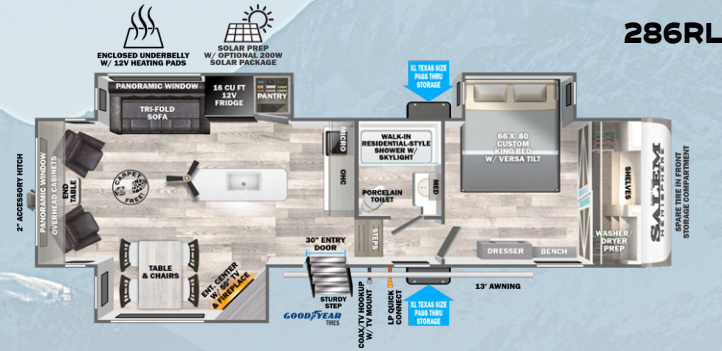 286RL
ENCLOSED UNDERBELLY
W/ 12V HEATING PADS
SOLAR PREP
W/ OPTIONAL 200W
SOLAR PACKAGE
XL TEXAS SIZE
PASS THRU
STORAGE
PANORAMIC WINDOW
TRI-FOLD
SOFA
16 CU FT
12V
FRIDGE
PANTRY
2" ACCESSORY HITCH
PANORAMIC WINDOW
OVERHEAD CABINETS
END
TABLE
CARPET
FREE!
MICRO
OHC
WALK-IN
RESIDENTIAL-STYLE
SHOWER W/
SKYLIGHT
PORCELAIN
TOILET
MED
66 X 80
CUSTOM
KING BED
W/ VERSA TILT
SHELVES
WASHER/
DRYER
PREP
SALEM
HEMISPHERE
SPARE TIRE IN FRONT
STORAGE COMPARTMENT
TABLE
& CHAIRS
ENT. CENTER
W/ 50" TV
& FIREPLACE
30" ENTRY
DOOR
STEPS
DRESSER
BENCH
STURDY
STEP
GOODYEAR
TIRES
COAX/TV HOOKUP
W/ TV MOUNT
LP QUICK
CONNECT
XL TEXAS SIZE
PASS THRU
STORAGE
13' AWNING